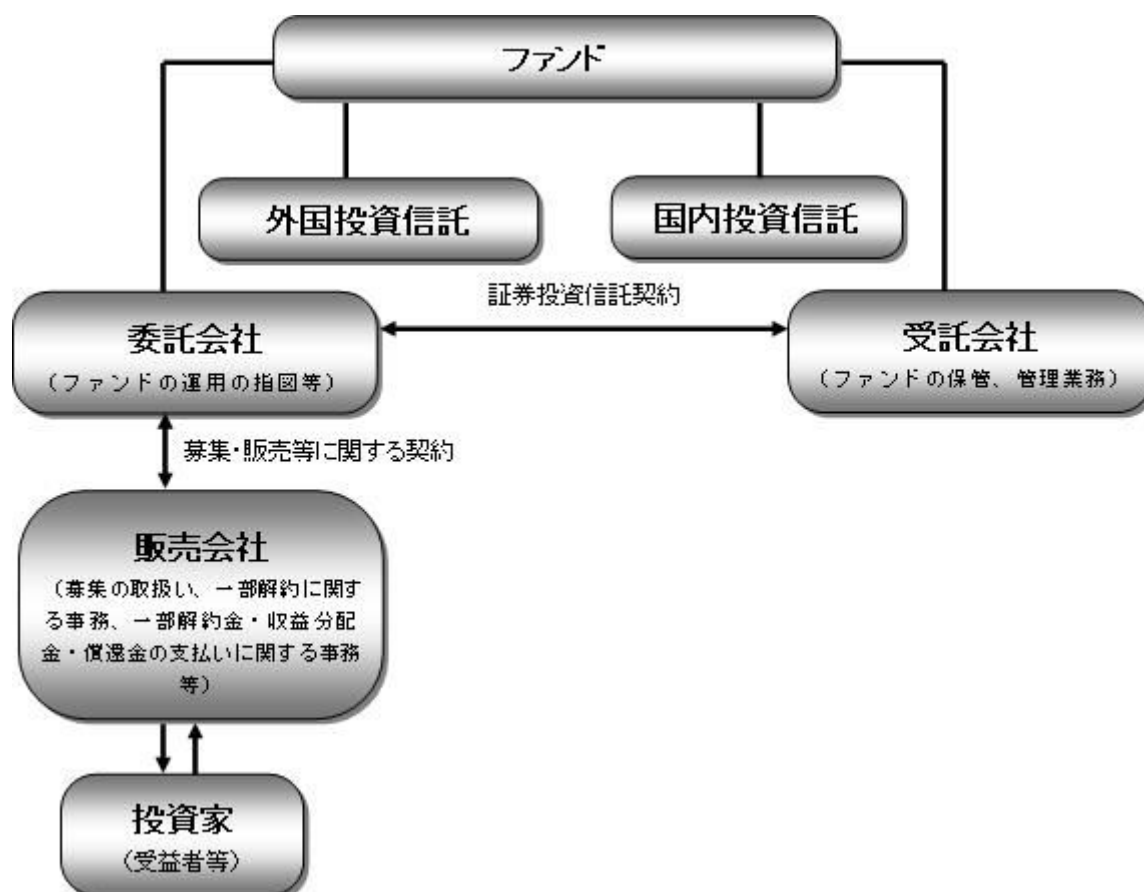 ファンド
外国投資信託
国内投資信託
証券投資信託契約
委託会社
（ファンドの運用の指図等）
受託会社
（ファンドの保管、管理業務）
募集・販売等に関する契約
販売会社
（募集の取扱い、一部解約に関す
る事務、一部解約金・収益分配
金・償還金の支払いに関する事務
等）
投資家
（受益者等）